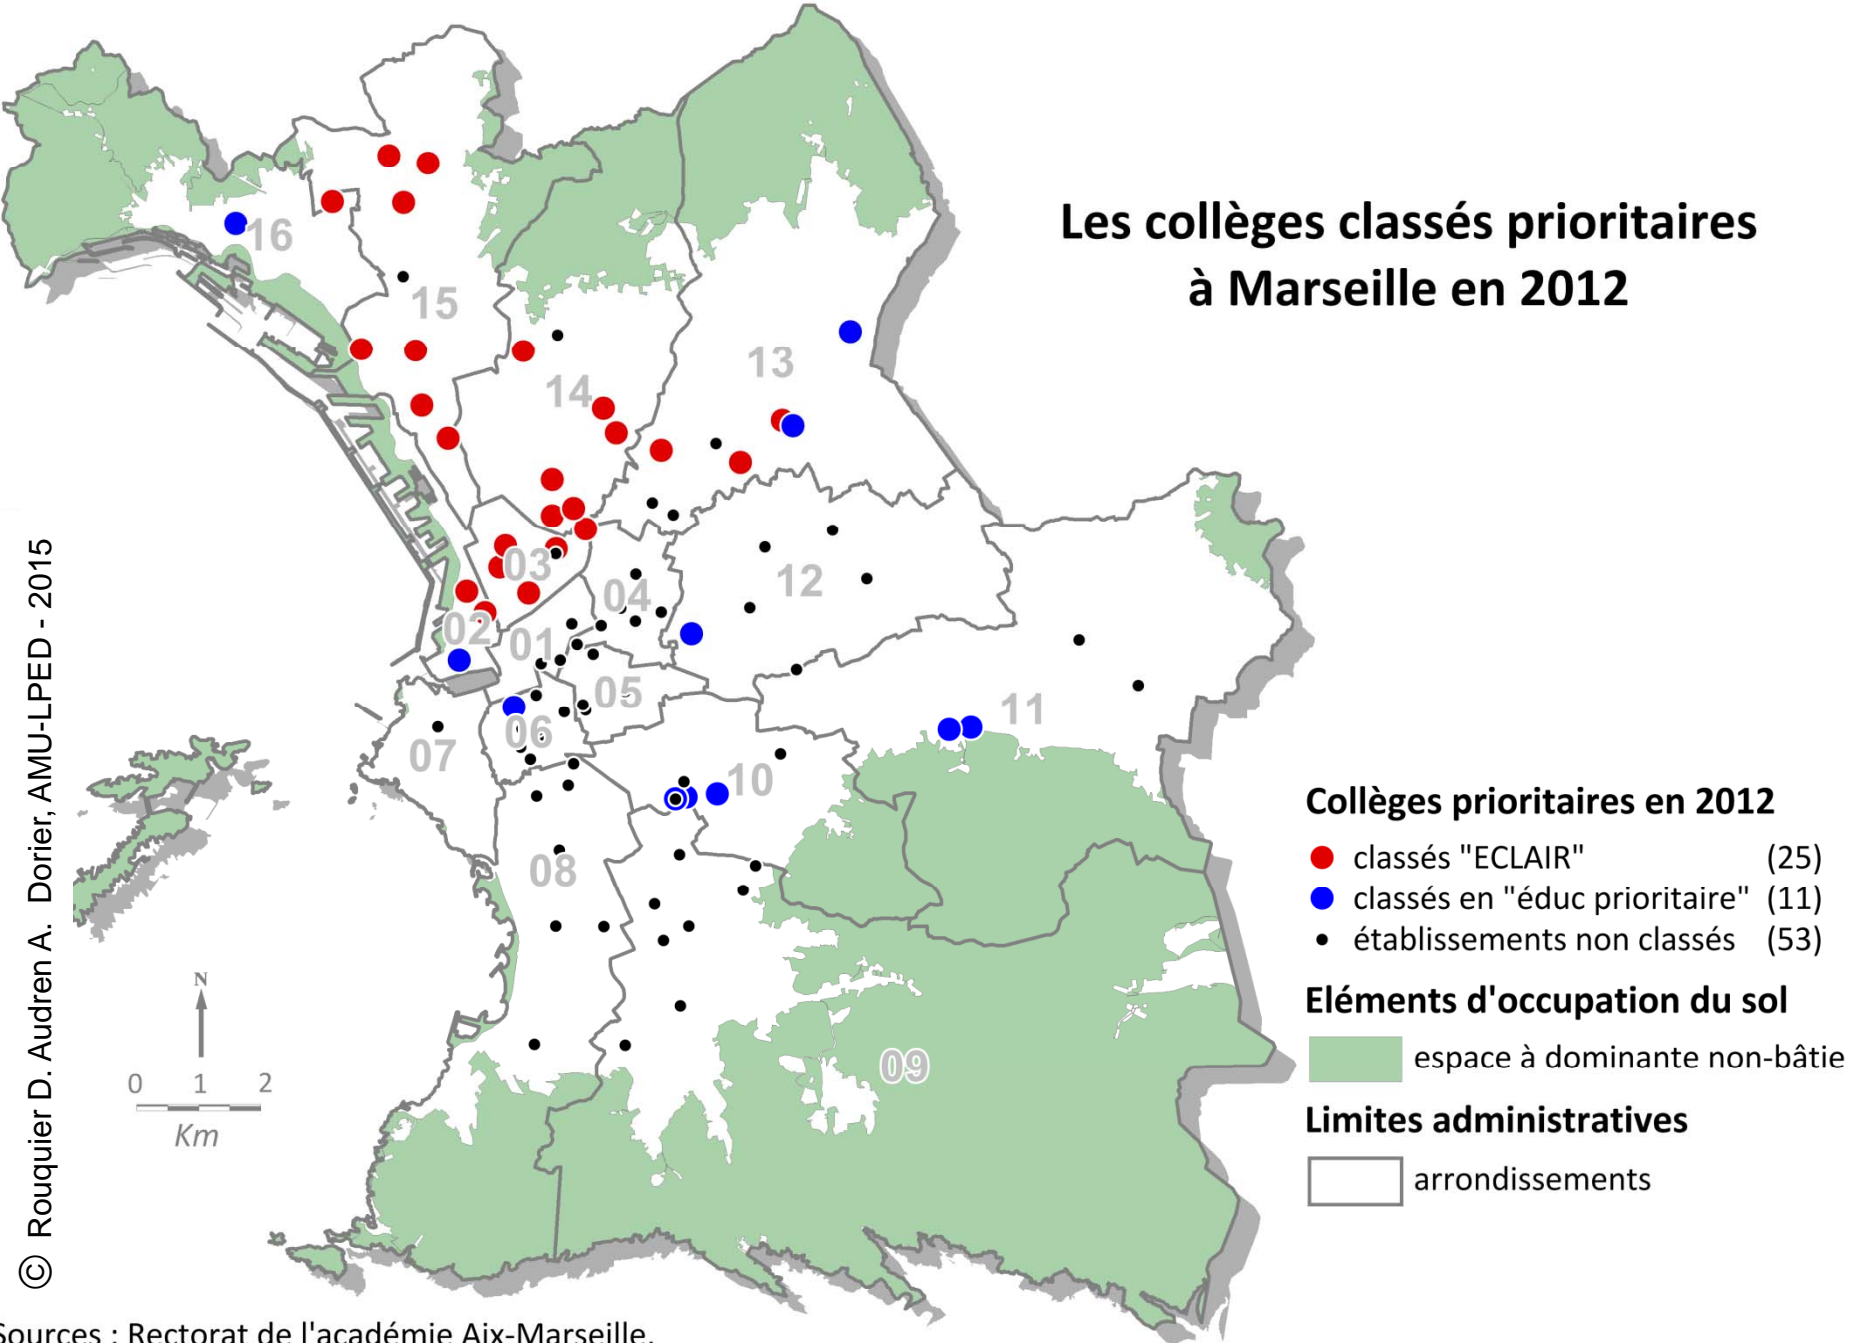 Les collèges classés prioritaires
à Marseille en 2012
16
15
14
13
03
04
12
02
01
05
11
06
07
10
08
09
Collèges prioritaires en 2012
classés "ECLAIR" (25)
classés en "éduc prioritaire" (11)
établissements non classés (53)
Eléments d'occupation du sol
espace à dominante non-bâtie
Limites administratives
arrondissements
N
0 1 2
Km
© Rouquier D. Audren A. Dorier, AMU-LPED - 2015
Sources : Rectorat de l'académie Aix-Marseille.